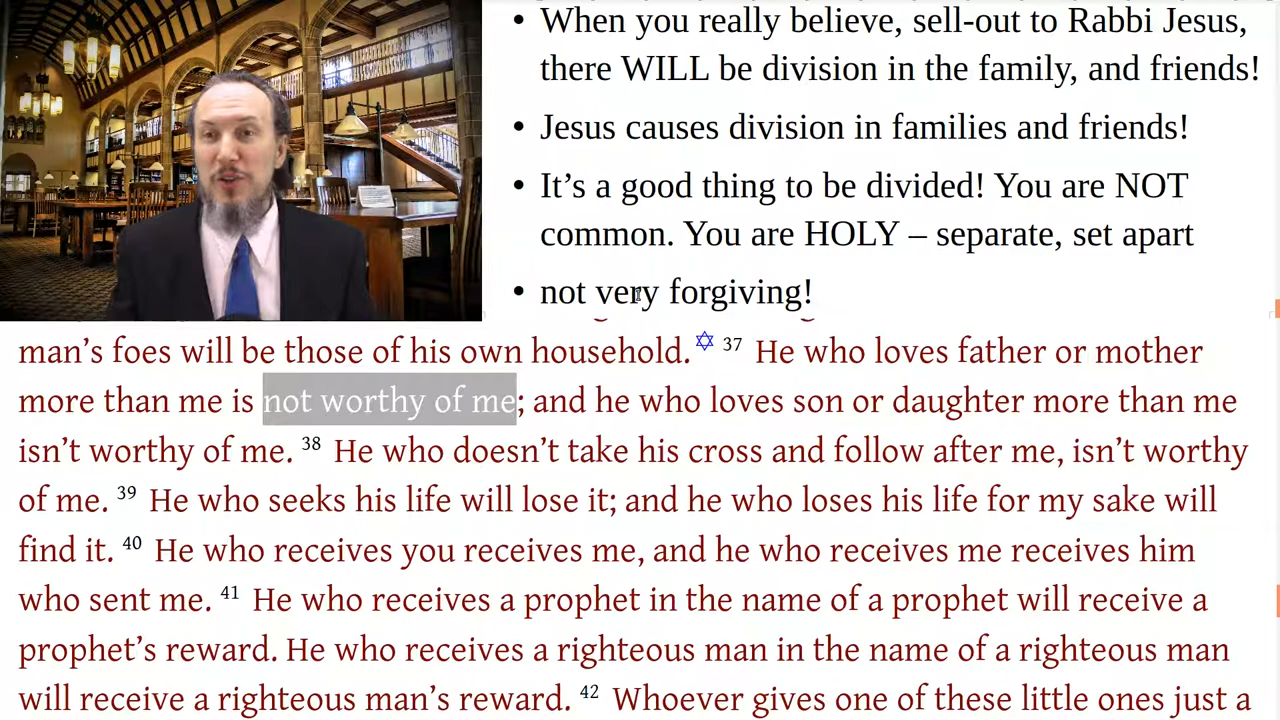 • When you really believe, sell-out to Rabbi Jesus,
there WILL be division in the family, and friends!
• Jesus causes division in families and friends!
• It’s a good thing to be divided! You are NOT
common. You are HOLY – separate, set apart
• not very forgiving!
man’s foes will be those of his own household.✡ 37 He who loves father or mother
more than me is not worthy of me; and he who loves son or daughter more than me
isn’t worthy of me. 38 He who doesn’t take his cross and follow after me, isn’t worthy
of me. 39 He who seeks his life will lose it; and he who loses his life for my sake will
find it. 40 He who receives you receives me, and he who receives me receives him
who sent me. 41 He who receives a prophet in the name of a prophet will receive a
prophet’s reward. He who receives a righteous man in the name of a righteous man
will receive a righteous man’s reward. 42 Whoever gives one of these little ones just a